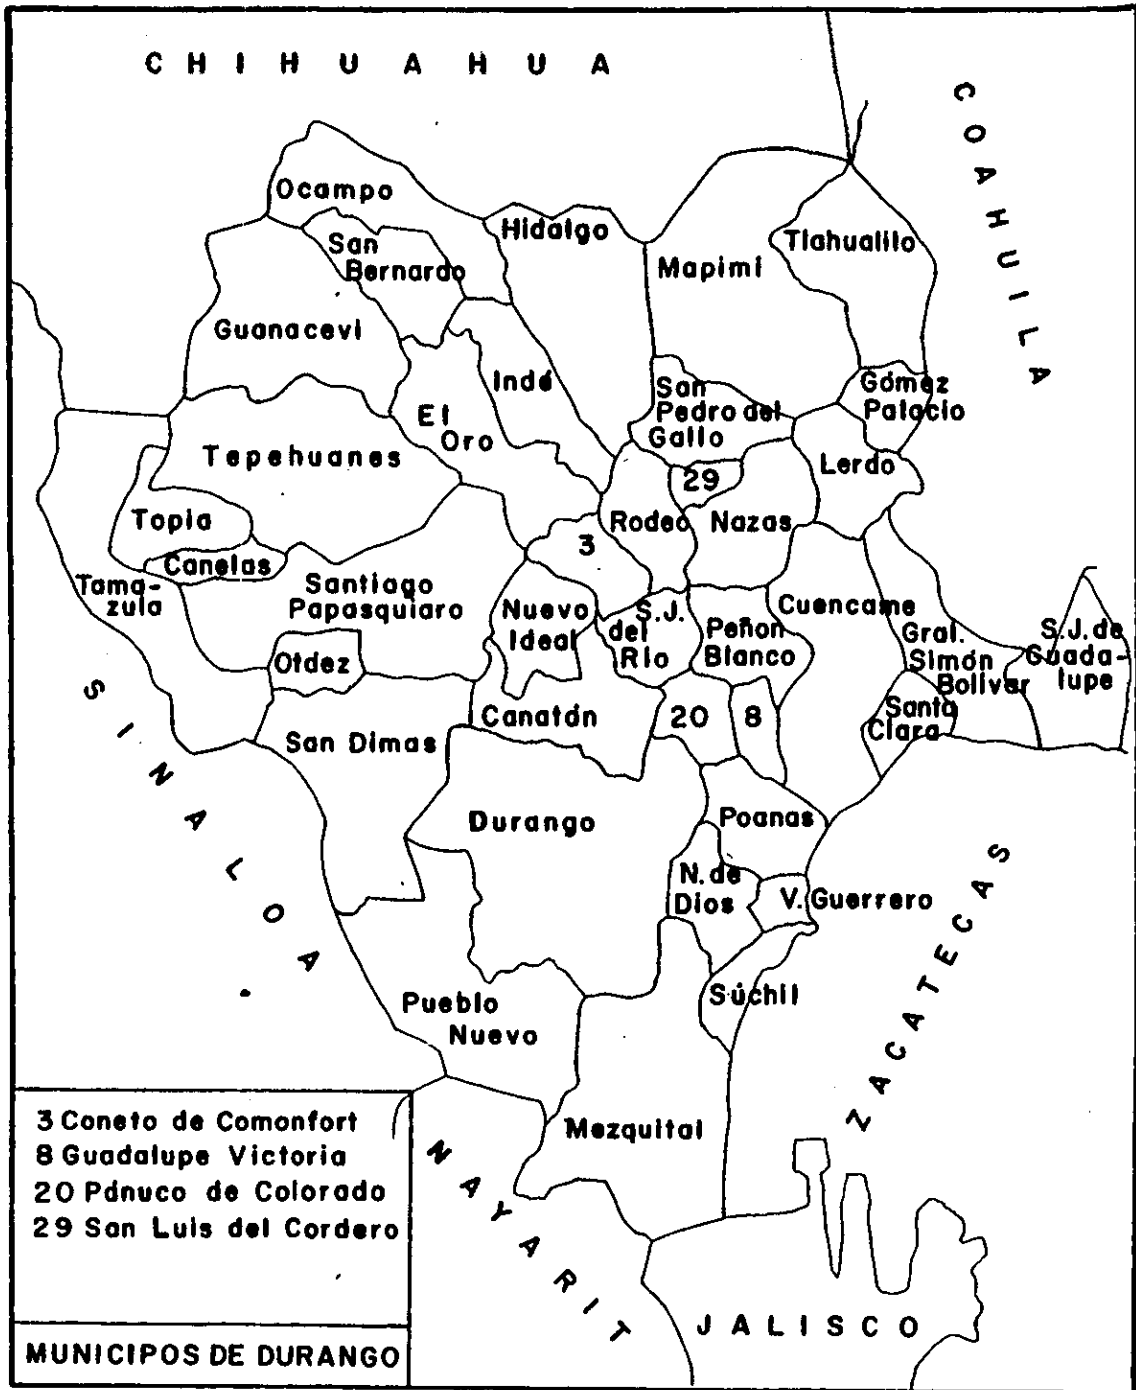 CHIHUAHUA
COAHUILA
Ocampo
Hidalgo
San
Bernardo
Mapimi
Tlahualilo
Guanacevi
Indé
San
Pedro del
Gallo
Gómez
Palacio
El
Oro
Tepehuanes
Lerdo
29
Topia
Rodeo
Nazas
3
Canelas
Tama-
zula
Santiago
Papasquiaro
Nuevo
Ideal
S.J.
del
Río
Peñon
Blanco
Cuencame
Gral.
Simón
Bolivar
S.J. de
Guada-
lupe
Otdez
Santa
Clara
Canatán
20
8
San Dimas
SINALOA
Durango
Poanas
N. de
Dios
V. Guerrero
ZACATECAS
Súchil
Pueblo
Nuevo
Mezquital
NAYARIT
JALISCO
3 Coneto de Comonfort
8 Guadalupe Victoria
20 Pdnuco de Colorado
29 San Luis del Cordero
MUNICIPOS DE DURANGO